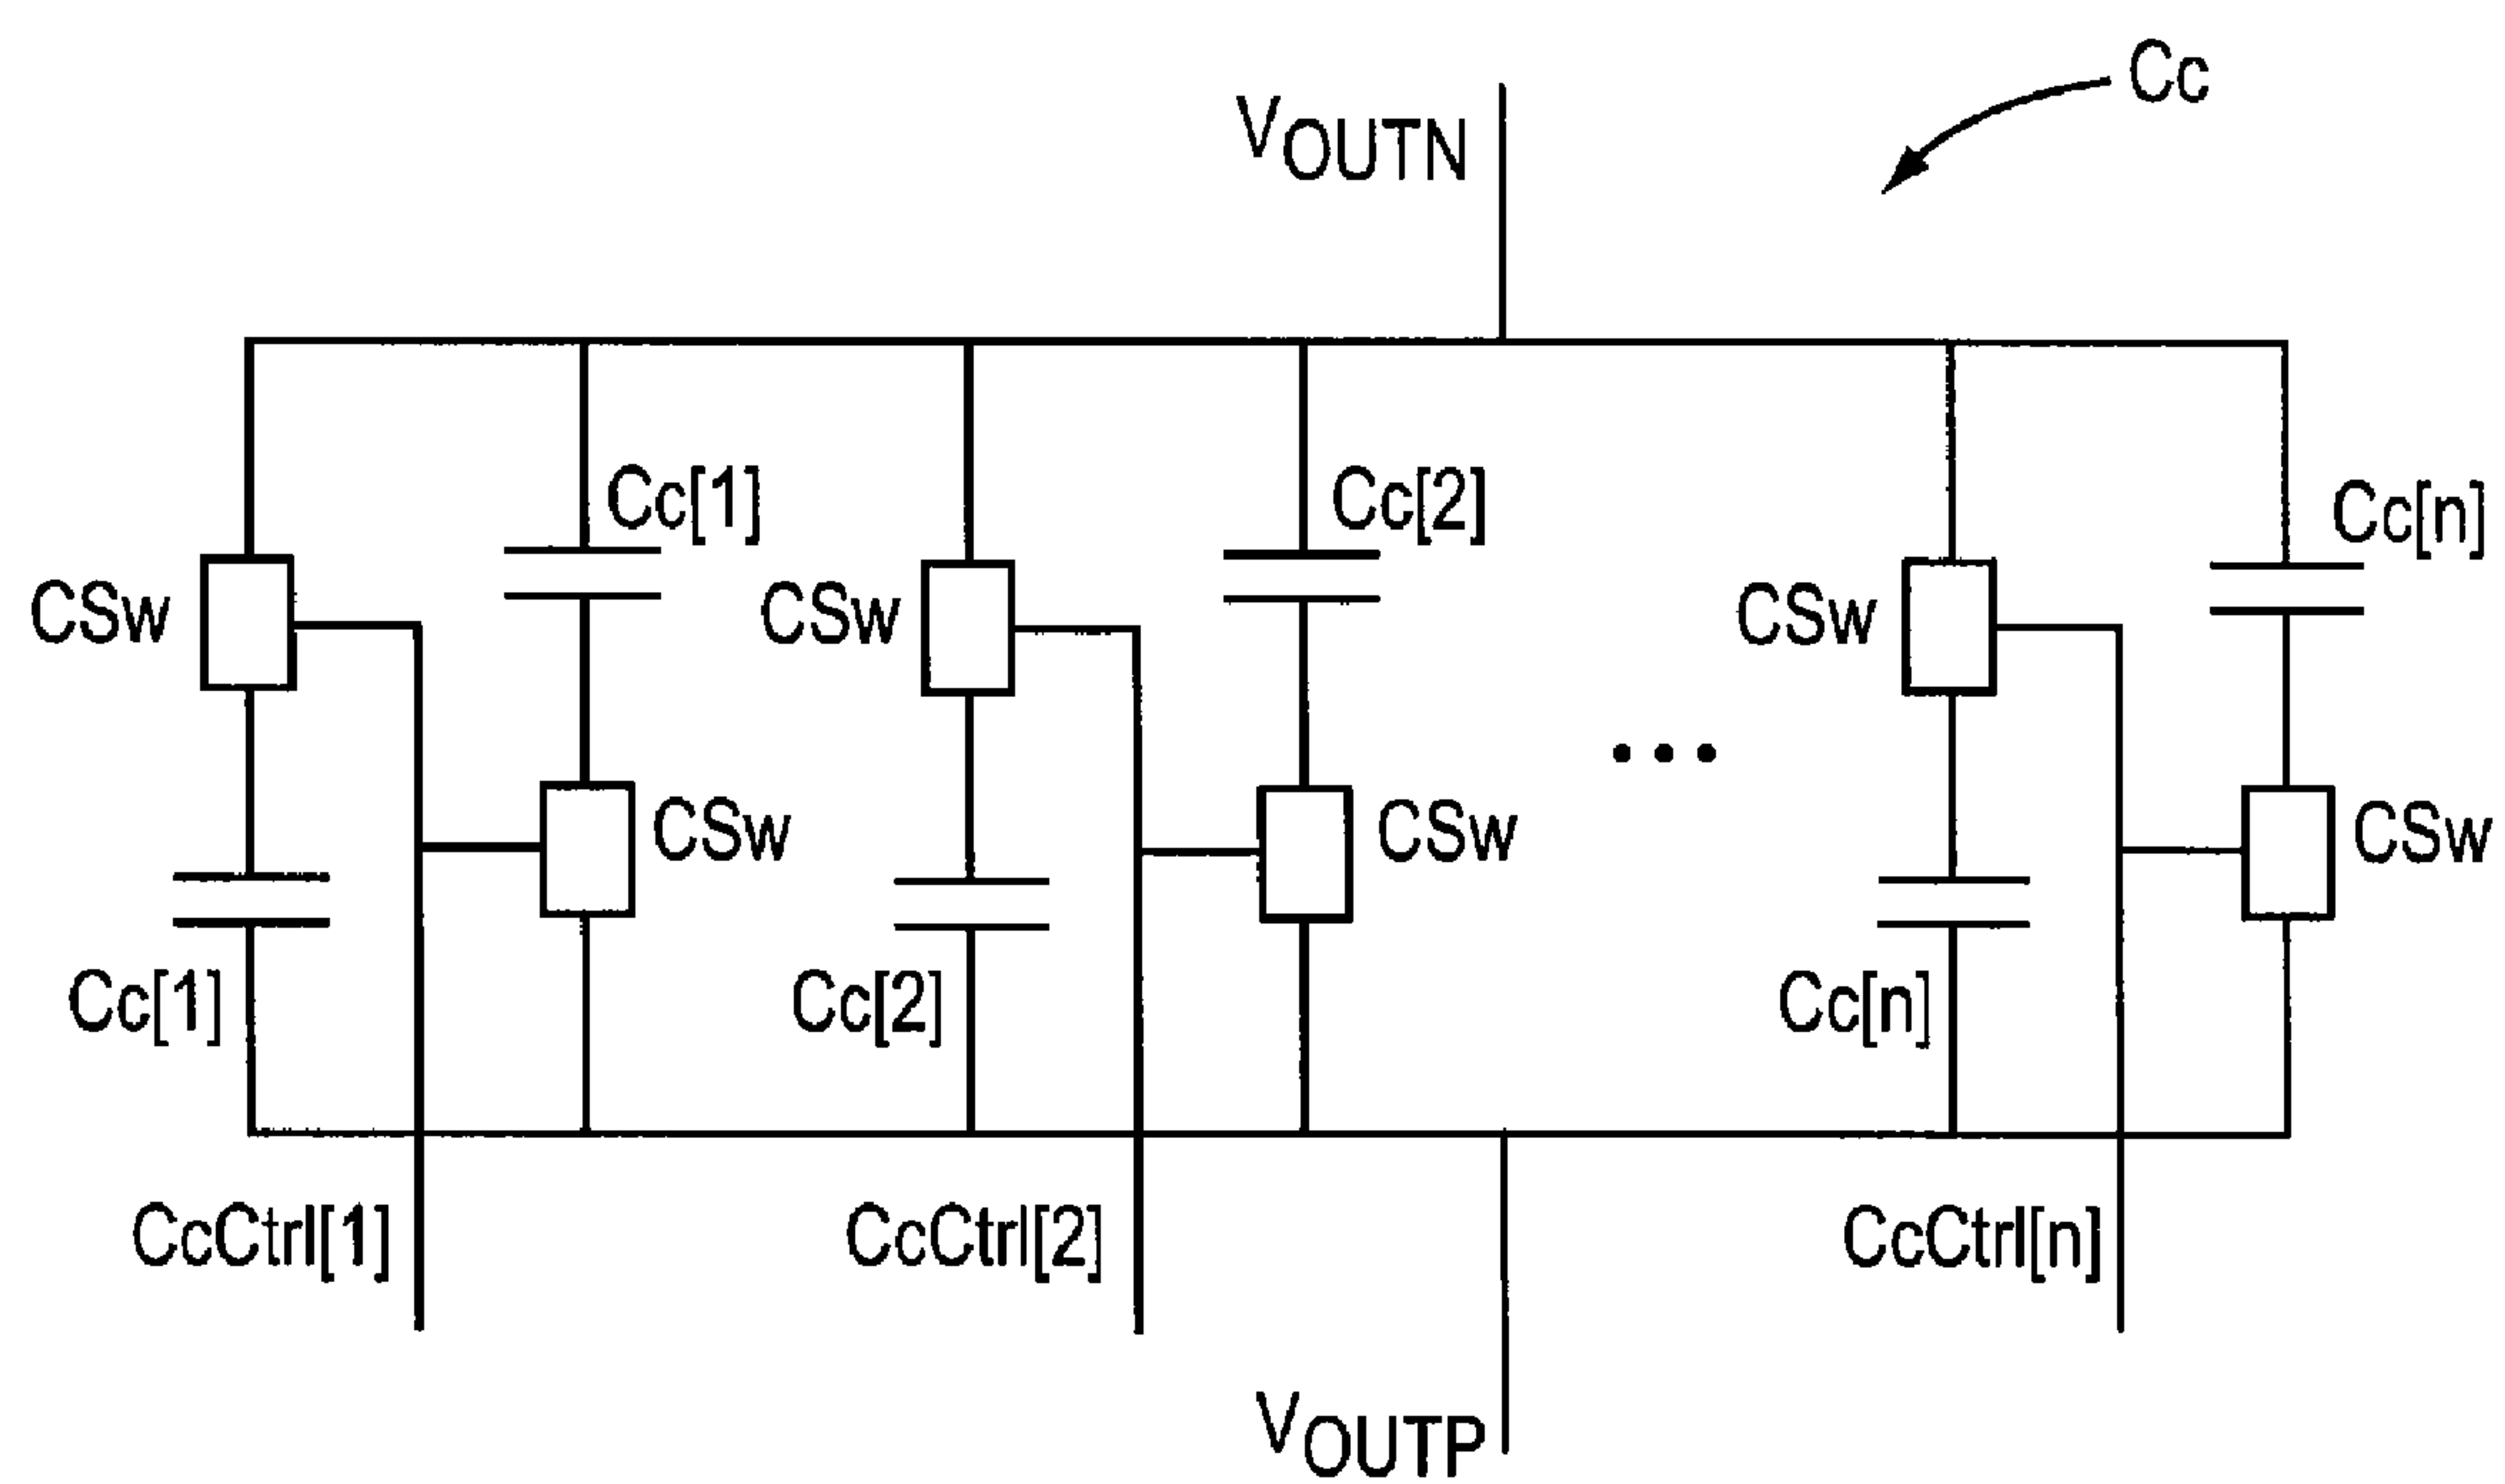 Cc
VOUTN
Cc[1]
Cc[2]
Cc[n]
CSw
CSw
CSw
CSw
CSw
CSw
Cc[1]
Cc[2]
Cc[n]
CcCtrl[1]
CcCtrl[2]
CcCtrl[n]
VOUTP